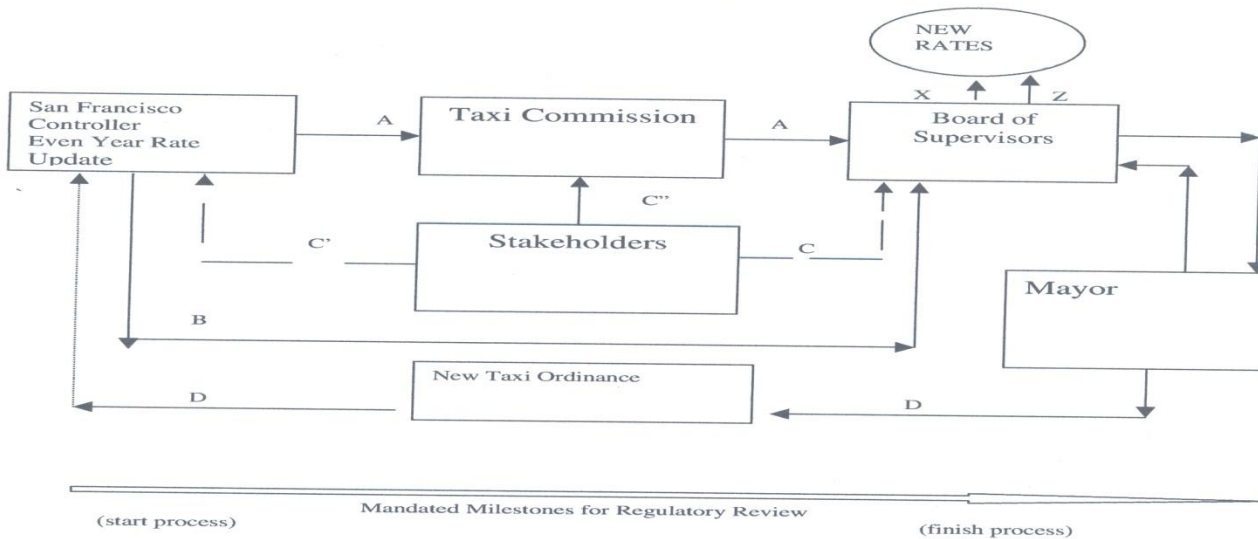 NEW
RATES
X
Z
San Francisco
Controller
Even Year Rate
Update
A
Taxi Commission
A
Board of
Supervisors
C”
C’
Stakeholders
C
Mayor
B
New Taxi Ordinance
D
D
Mandated Milestones for Regulatory Review
(start process)
(finish process)